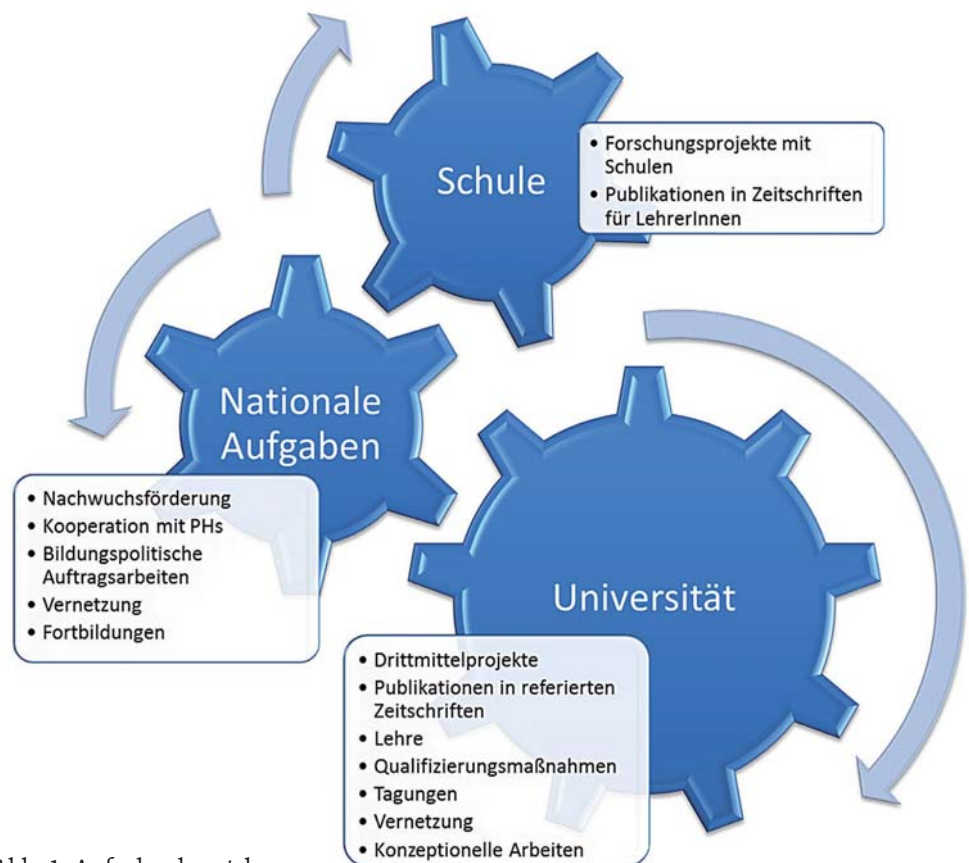 Schule
• Forschungsprojekte mit
Schulen
• Publikationen in Zeitschriften
für LehrerInnen
Nationale
Aufgaben
• Nachwuchsförderung
• Kooperation mit PHs
• Bildungspolitische
Auftragsarbeiten
• Vernetzung
• Fortbildungen
Universität
• Drittmittelprojekte
• Publikationen in referierten
Zeitschriften
• Lehre
• Qualifizierungsmaßnahmen
• Tagungen
• Vernetzung
• Konzeptionelle Arbeiten